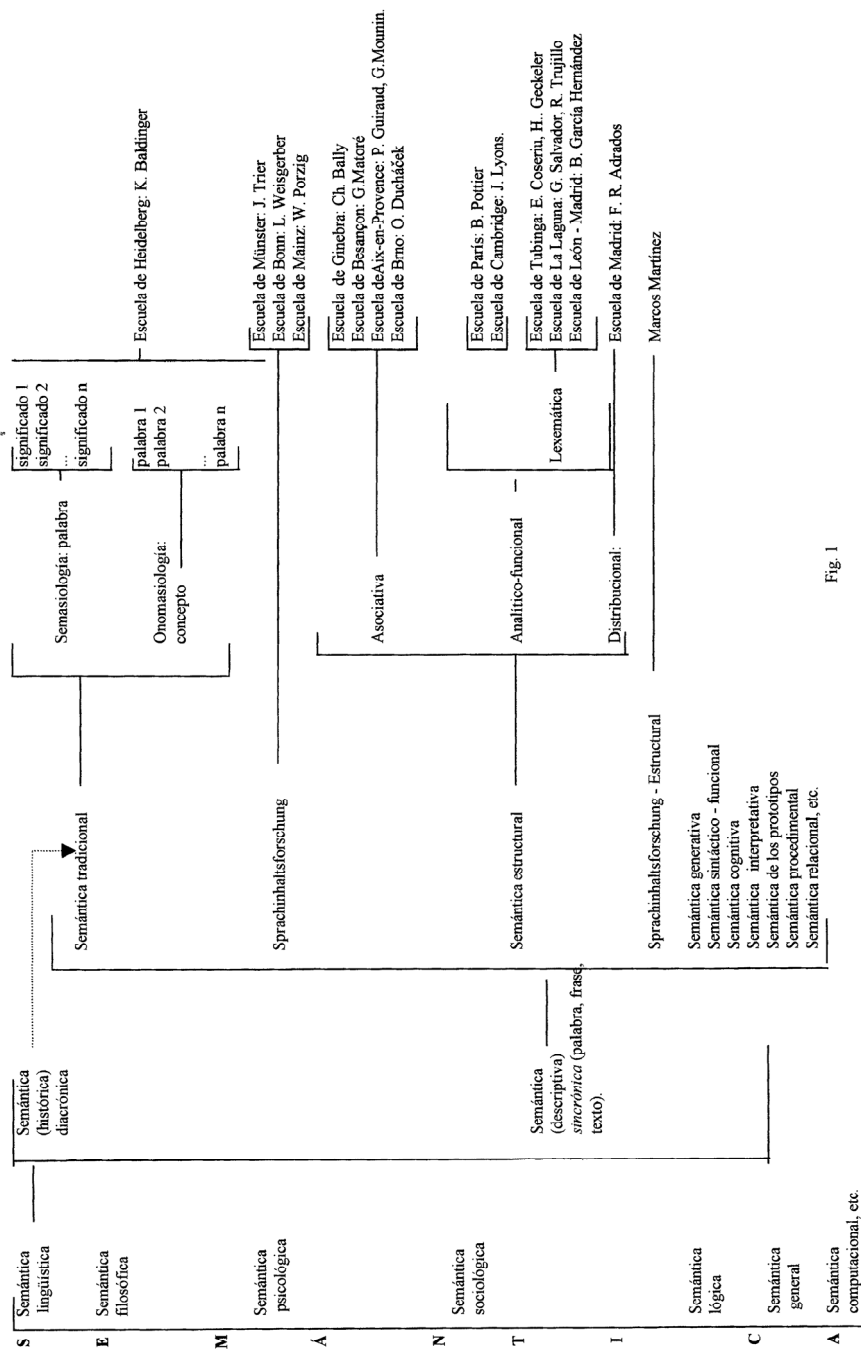 S
E
M
Á
N
T
I
C
A
Semántica
lingüística
Semántica
filosófica
Semántica
psicológica
Semántica
sociológica
Semántica
lógica
Semántica
general
Semántica
computacional, etc.
Semántica
(histórica)
diacrónica
Semántica
(descriptiva)
sincrónica (palabra, frase,
texto).
Semántica tradicional
Sprachinhaltsforschung
Semántica estructural
Sprachinhaltsforschung - Estructural
Semántica generativa
Semántica sintáctico - funcional
Semántica cognitiva
Semántica interpretativa
Semántica de los prototipos
Semántica procedimental
Semántica relacional, etc.
Semasiología: palabra
Onomasiología:
concepto
Asociativa
Analítico-funcional
Distribucional:
significado 1
significado 2
...
significado n
palabra 1
palabra 2
...
palabra n
Lexemática
Escuela de Heidelberg: K. Baldinger
Escuela de Münster: J. Trier
Escuela de Bonn: L. Weisgerber
Escuela de Mainz: W. Porzig
Escuela de Ginebra: Ch. Bally
Escuela de Besançon: G.Matoré
Escuela deAix-en-Provence: P. Guiraud, G.Mounin.
Escuela de Brno: O. Ducháček
Escuela de París: B. Pottier
Escuela de Cambridge: J. Lyons.
Escuela de Tubinga: E. Coseriu, H.. Geckeler
Escuela de La Laguna: G. Salvador, R. Trujillo
Escuela de León - Madrid: B. García Hernández
Escuela de Madrid: F. R. Adrados
Marcos Martínez
Fig. 1